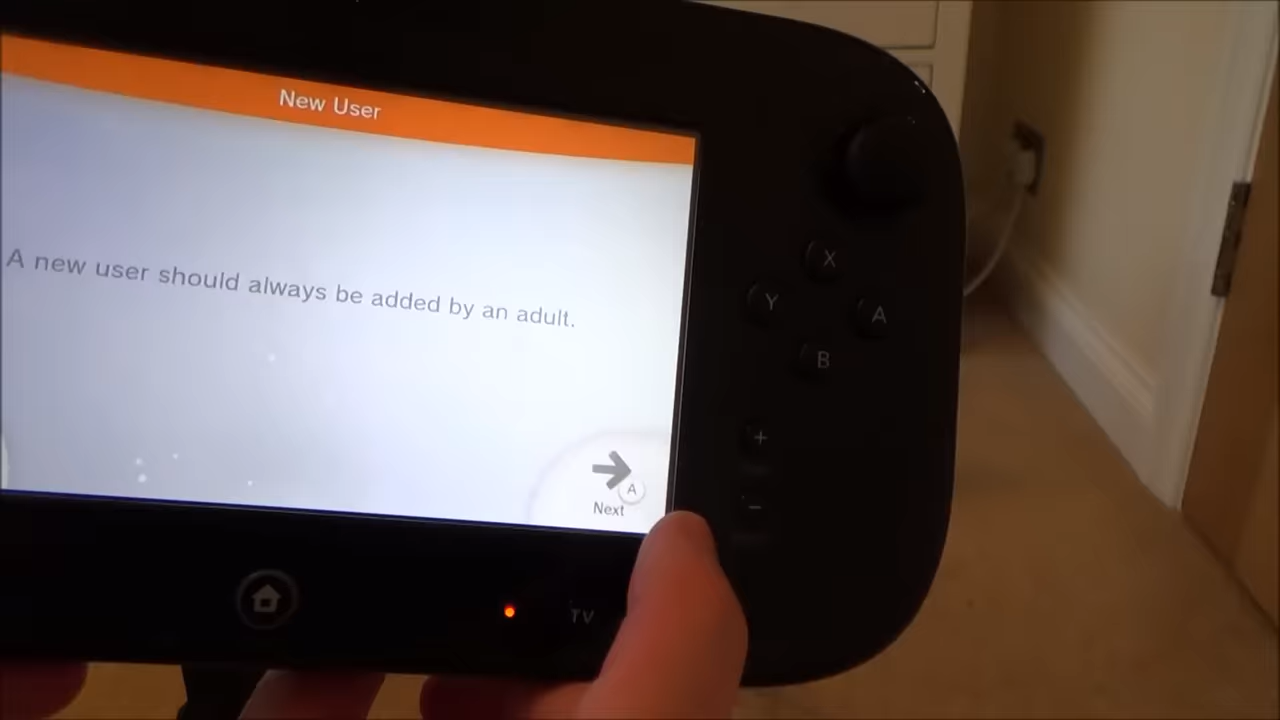 New User
A new user should always be added by an adult.
X
Y
A
B
+
-
A
Next
TV